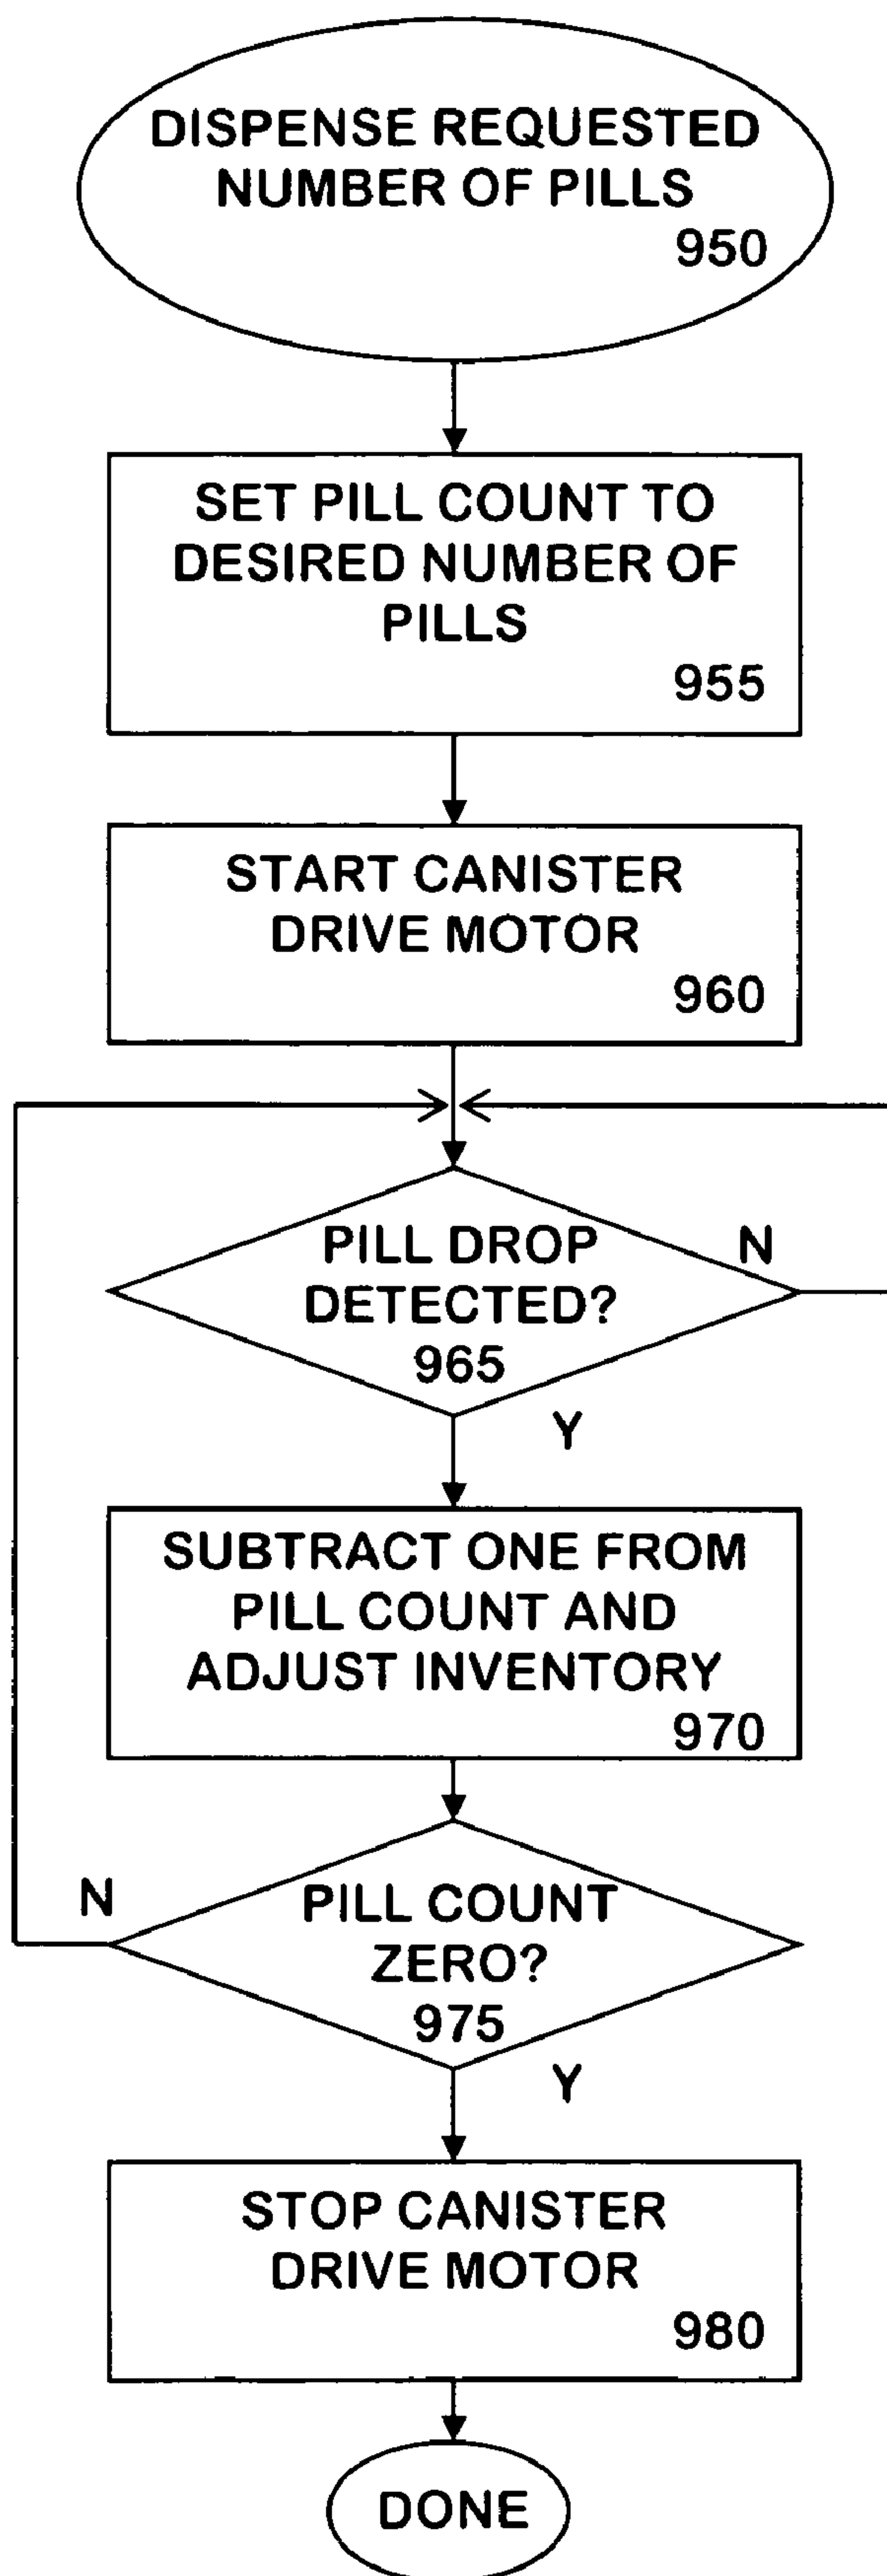 DISPENSE REQUESTED
NUMBER OF PILLS
950
SET PILL COUNT TO
DESIRED NUMBER OF
PILLS
955
START CANISTER
DRIVE MOTOR
960
PILL DROP
DETECTED?
965
N
Y
SUBTRACT ONE FROM
PILL COUNT AND
ADJUST INVENTORY
970
N
PILL COUNT
ZERO?
975
Y
STOP CANISTER
DRIVE MOTOR
980
DONE